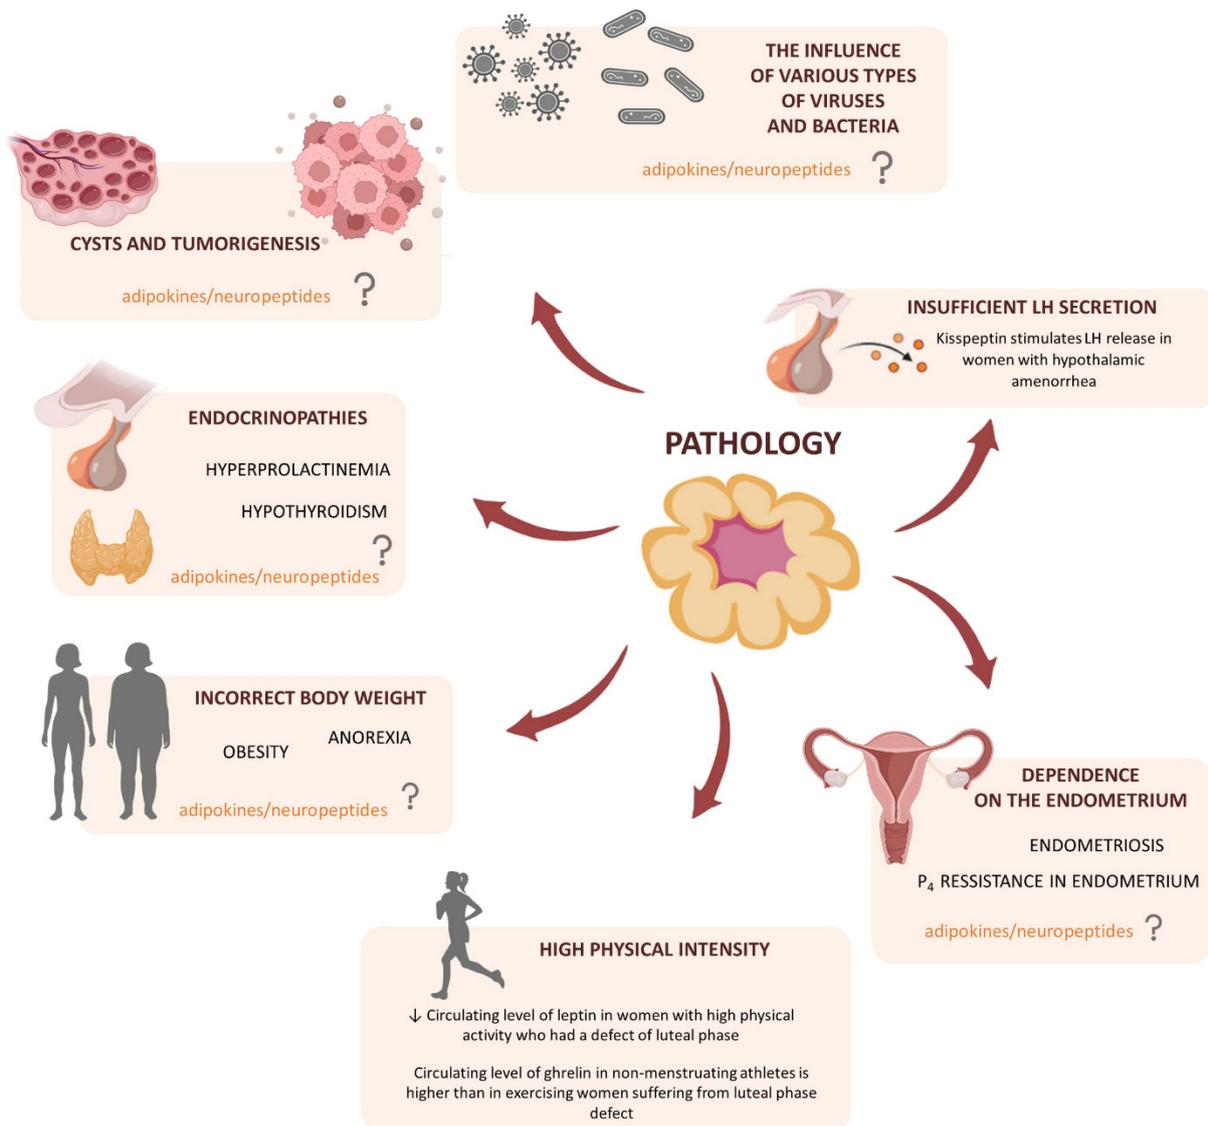 THE INFLUENCE
OF VARIOUS TYPES
OF VIRUSES
AND BACTERIA
adipokines/neuropeptides ?
CYSTS AND TUMORIGENESIS
adipokines/neuropeptides ?
INSUFFICIENT LH SECRETION
Kisspeptin stimulates LH release in
women with hypothalamic
amenorrhea
ENDOCRINOPATHIES
HYPERPROLACTINEMIA
HYPOTHYROIDISM
?
adipokines/neuropeptides
PATHOLOGY
INCORRECT BODY WEIGHT
ANOREXIA
OBESITY
adipokines/neuropeptides ?
DEPENDENCE
ON THE ENDOMETRIUM
ENDOMETRIOSIS
P₄ RESSISTANCE IN ENDOMETRIUM
adipokines/neuropeptides ?
HIGH PHYSICAL INTENSITY
↓ Circulating level of leptin in women with high physical
activity who had a defect of luteal phase
Circulating level of ghrelin in non-menstruating athletes is
higher than in exercising women suffering from luteal phase
defect